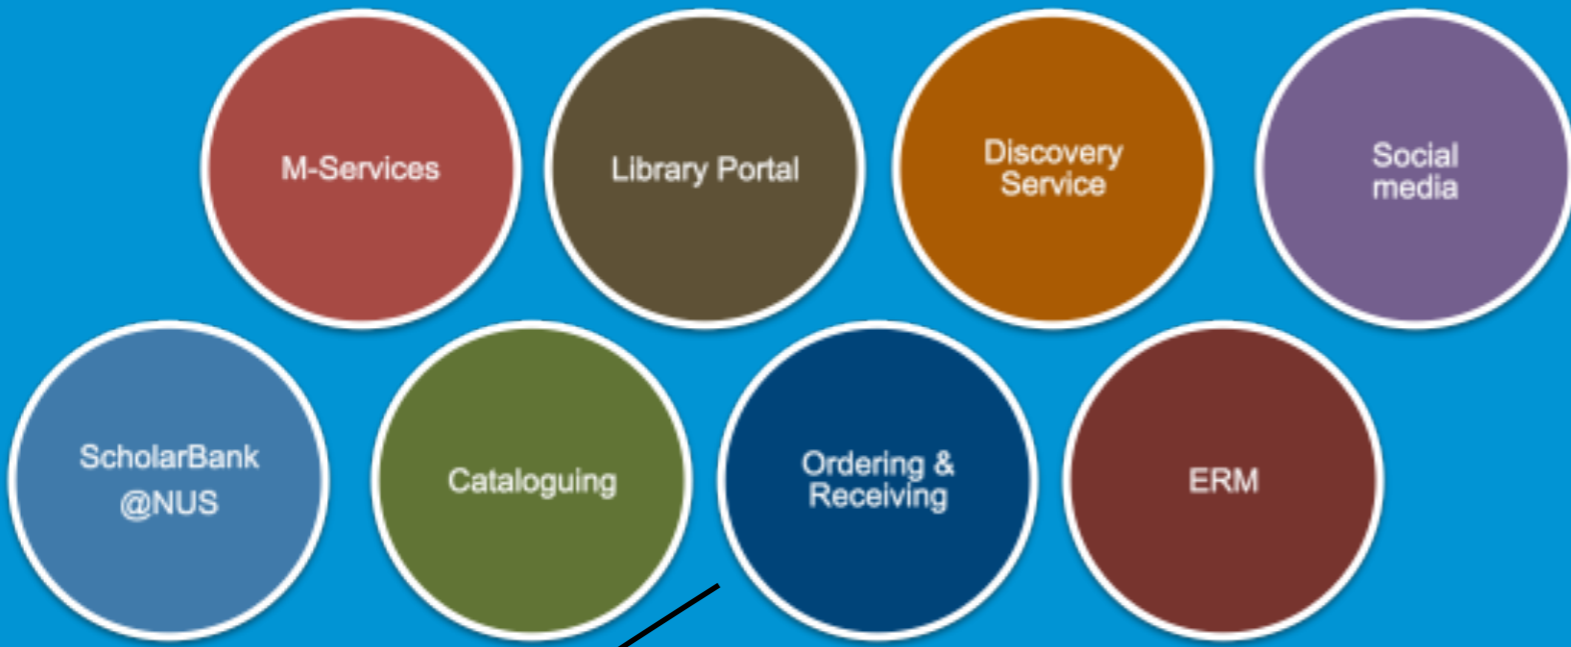 M-Services
Library Portal
Discovery
Service
Social
media
ScholarBank
@NUS
Cataloguing
Ordering &
Receiving
ERM